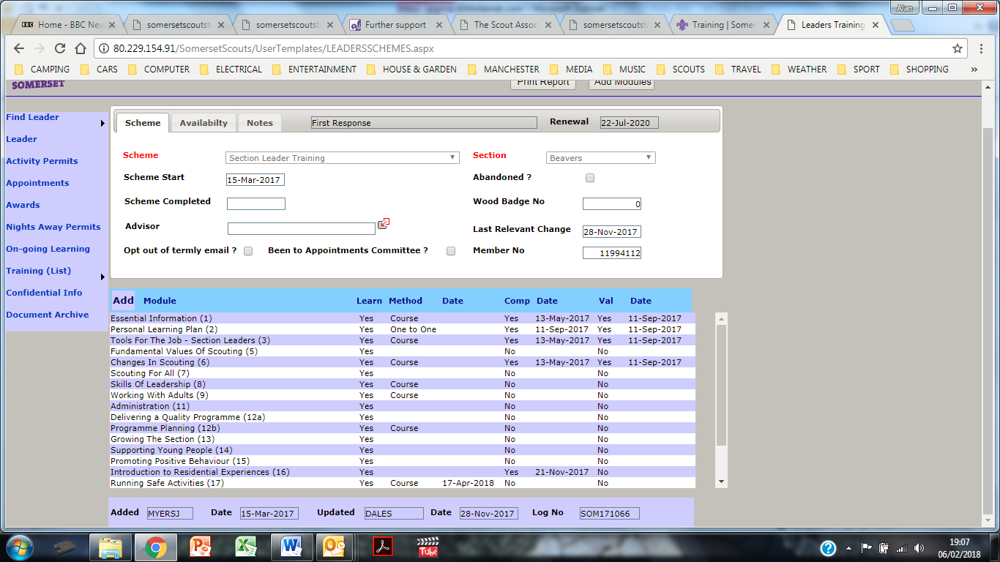 Alan
Home - BBC New
somersetscoutst
somersetscoutst
Further support
The Scout Assoc
somersetscoutst
Training | Somer
Leaders Training
80.229.154.91/SomersetScouts/UserTemplates/LEADERSSCHEMES.aspx
CAMPING CARS COMPUTER ELECTRICAL ENTERTAINMENT HOUSE & GARDEN MANCHESTER MEDIA MUSIC SCOUTS TRAVEL WEATHER SPORT SHOPPING »
SOMERSET
Print Report Add Modules
Find Leader
Leader
Activity Permits
Appointments
Awards
Nights Away Permits
On-going Learning
Training (List)
Confidential Info
Document Archive
Scheme Availabilty Notes First Response Renewal 22-Jul-2020
Scheme Section Leader Training Section Beavers
Scheme Start 15-Mar-2017 Abandoned ?
Scheme Completed Wood Badge No 0
Advisor Last Relevant Change 28-Nov-2017
Opt out of termly email ? Been to Appointments Committee ? Member No 11994112
Add Module Learn Method Date Comp Date Val Date
Essential Information (1) Yes Course Yes 13-May-2017 Yes 11-Sep-2017
Personal Learning Plan (2) Yes One to One Yes 11-Sep-2017 Yes 11-Sep-2017
Tools For The Job - Section Leaders (3) Yes Course Yes 13-May-2017 Yes 11-Sep-2017
Fundamental Values Of Scouting (5) Yes No No
Changes In Scouting (6) Yes Course Yes 13-May-2017 Yes 11-Sep-2017
Scouting For All (7) Yes No No
Skills Of Leadership (8) Yes Course No No
Working With Adults (9) Yes Course No No
Administration (11) Yes No No
Delivering a Quality Programme (12a) Yes No No
Programme Planning (12b) Yes Course No No
Growing The Section (13) Yes No No
Supporting Young People (14) Yes No No
Promoting Positive Behaviour (15) Yes No No
Introduction to Residential Experiences (16) Yes Yes 21-Nov-2017 No
Running Safe Activities (17) Yes Course 17-Apr-2018 No No
Added MYERSJ Date 15-Mar-2017 Updated DALES Date 28-Nov-2017 Log No SOM171066
Tube
19:07
06/02/2018